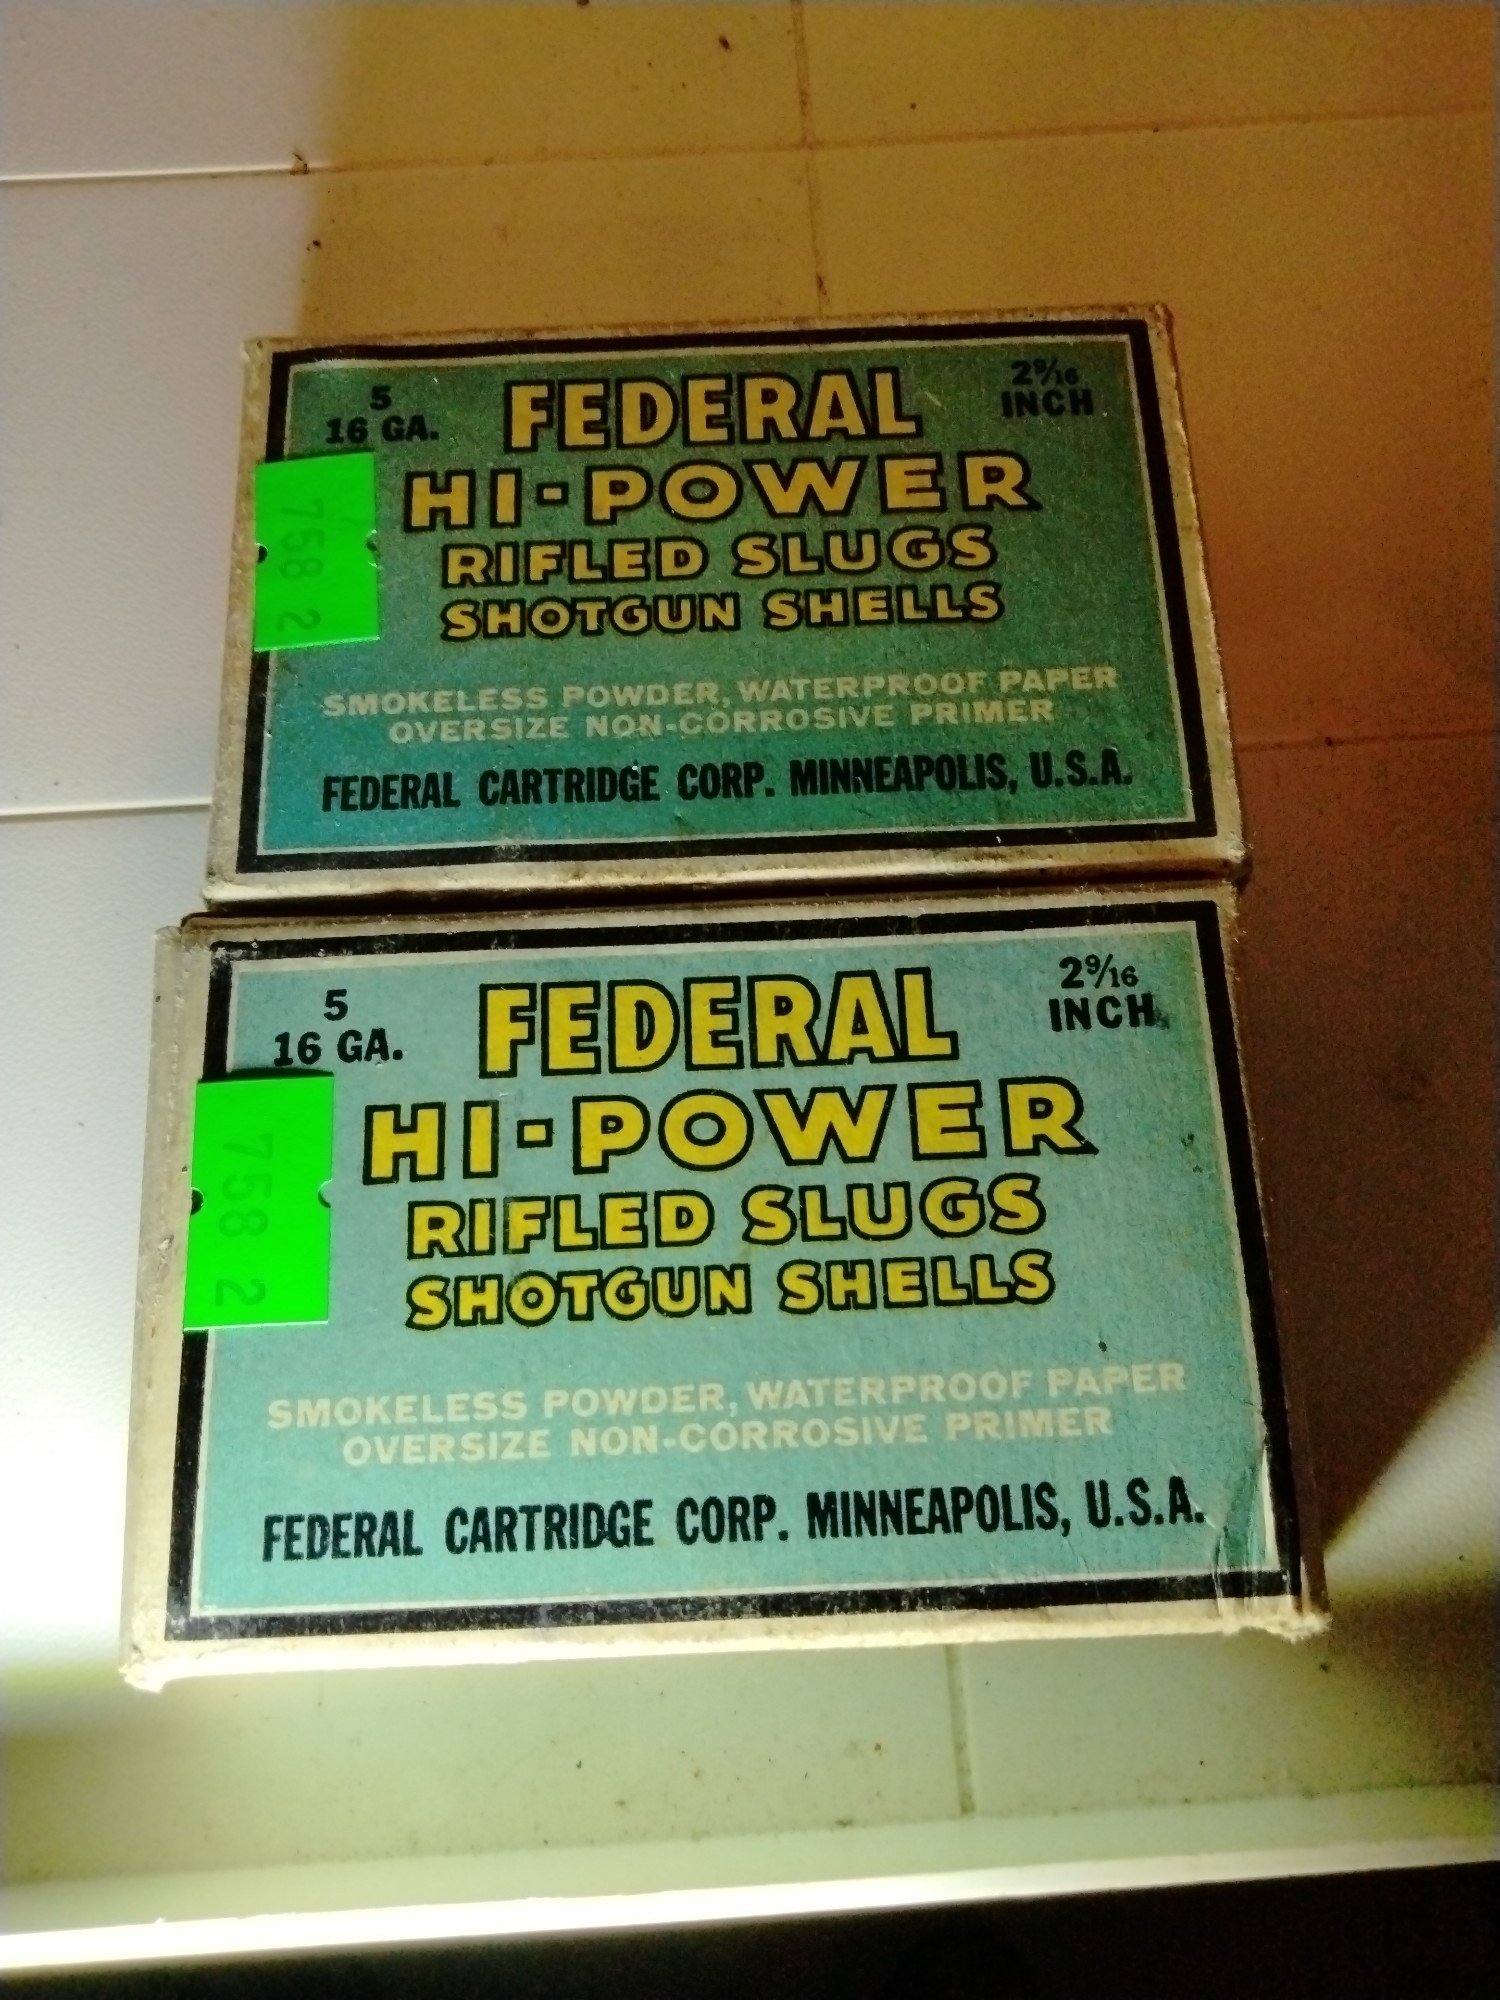 5
16 GA.
FEDERAL
2 9/16
INCH
HI-POWER
RIFLED SLUGS
SHOTGUN SHELLS
758 2
SMOKELESS POWDER, WATERPROOF PAPER
OVERSIZE NON-CORROSIVE PRIMER
FEDERAL CARTRIDGE CORP. MINNEAPOLIS, U.S.A.
5
16 GA.
FEDERAL
2 9/16
INCH
HI-POWER
RIFLED SLUGS
SHOTGUN SHELLS
758 2
SMOKELESS POWDER, WATERPROOF PAPER
OVERSIZE NON-CORROSIVE PRIMER
FEDERAL CARTRIDGE CORP. MINNEAPOLIS, U.S.A.